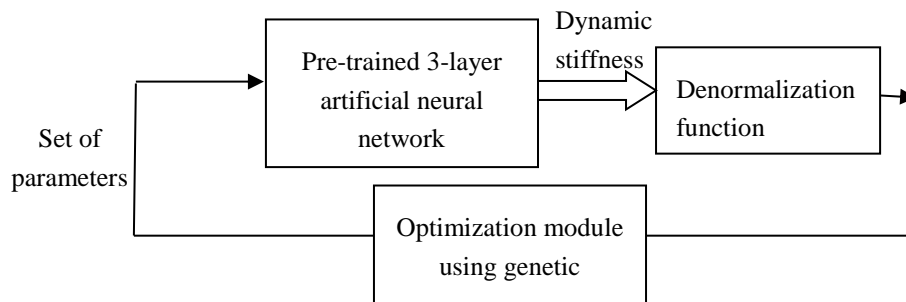 Dynamic
stiffness
Pre-trained 3-layer
artificial neural
network
Denormalization
function
Set of
parameters
Optimization module
using genetic